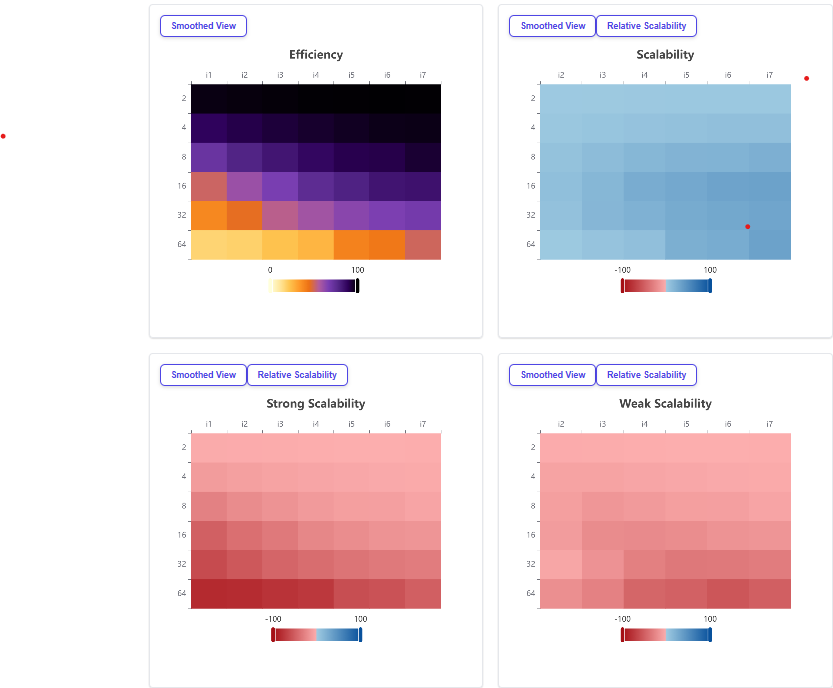 Smoothed View
Efficiency
i1 i2 i3 i4 i5 i6 i7
2
4
8
16
32
64
0 100
Smoothed View Relative Scalability
Scalability
i2 i3 i4 i5 i6 i7
2
4
8
16
32
64
-100 100
Smoothed View Relative Scalability
Strong Scalability
i1 i2 i3 i4 i5 i6 i7
2
4
8
16
32
64
-100 100
Smoothed View Relative Scalability
Weak Scalability
i2 i3 i4 i5 i6 i7
2
4
8
16
32
64
-100 100